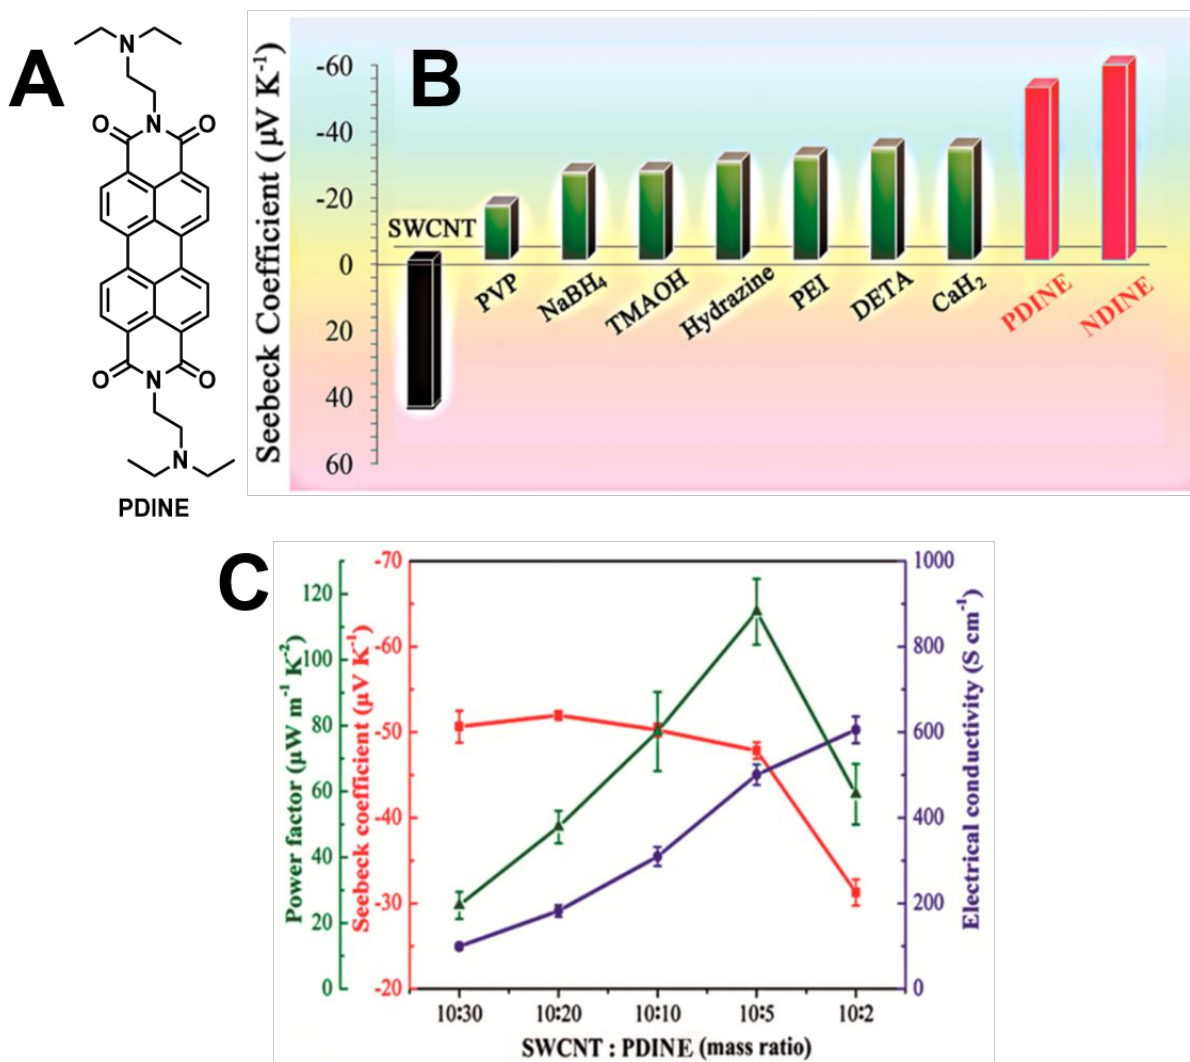 A
N
O
N
O
O
N
O
N
PDINE
B
Seebeck Coefficient (µV K⁻¹)
-60
-40
-20
0
20
40
60
SWCNT
PVP
NaBH₄
TMAOH
Hydrazine
PEI
DETA
CaH₂
PDINE
NDINE
C
Power factor (µW m⁻¹ K⁻²)
120
100
80
60
40
20
0
Seebeck coefficient (µV K⁻¹)
-70
-60
-50
-40
-30
-20
Electrical conductivity (S cm⁻¹)
1000
800
600
400
200
0
10:30 10:20 10:10 10:5 10:2
SWCNT : PDINE (mass ratio)